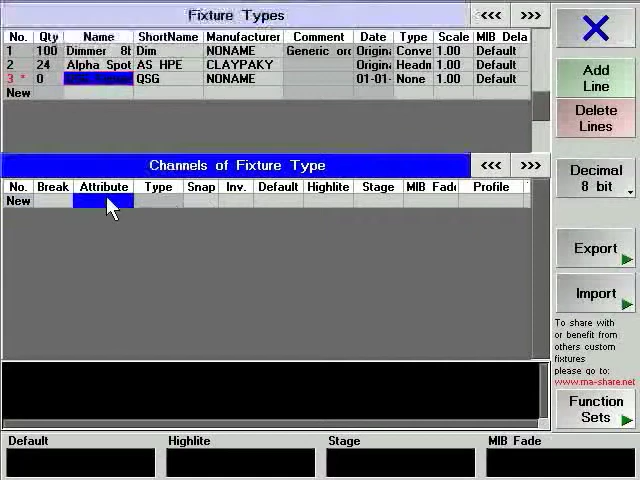 Fixture Types
<<< >>>
No. Qty Name ShortName Manufacturer Comment Date Type Scale MIB Dela
1 100 Dimmer 8l Dim NONAME Generic ore Origina Conve 1.00 Default
2 24 Alpha Spot AS HPE CLAYPAKY Origina Headm 1.00 Default
3 * 0 QSG NONAME 01-01- None 1.00 Default
New
Add Line
Delete Lines
Channels of Fixture Type
<<< >>>
Decimal 8 bit
No. Break Attribute Type Snap Inv. Default Highlite Stage MIB Fade Profile
New
Export
Import
To share with
or benefit from
others custom
fixtures
please go to:
www.ma-share.net
Function Sets
Default Highlite Stage MIB Fade